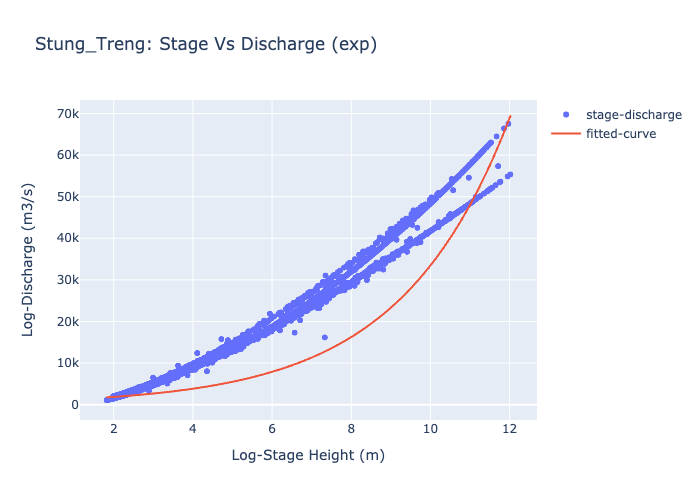 Stung_Treng: Stage Vs Discharge (exp)
stage-discharge
fitted-curve
Log-Discharge (m3/s)
70k
60k
50k
40k
30k
20k
10k
0
2
4
6
8
10
12
Log-Stage Height (m)